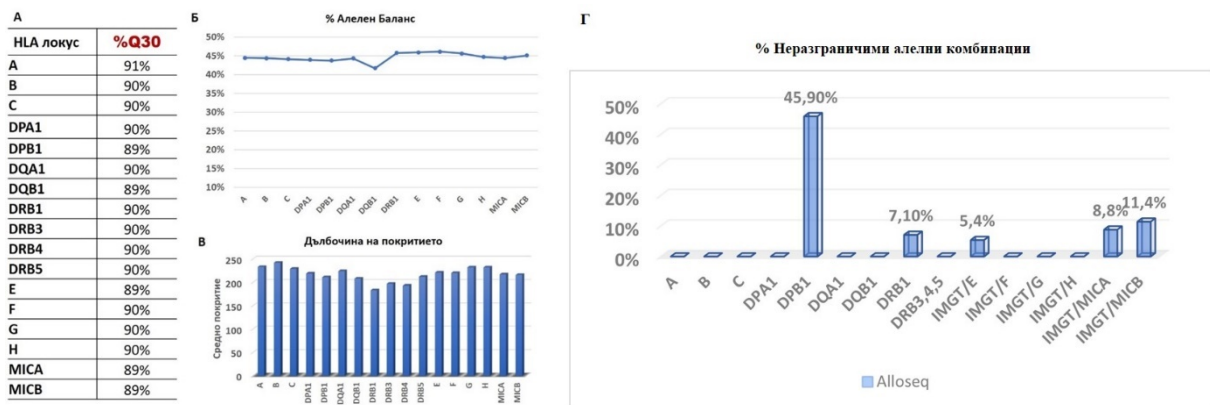 А
HLA локус %Q30
A 91%
B 90%
C 90%
DPA1 90%
DPB1 89%
DQA1 90%
DQB1 89%
DRB1 90%
DRB3 90%
DRB4 90%
DRB5 90%
E 89%
F 90%
G 90%
H 90%
MICA 89%
MICB 89%
Б
% Алелен Баланс
50%
45%
40%
35%
30%
25%
20%
15%
10%
A B C DPA1 DPB1 DQA1 DQB1 DRB1 E F G H MICA MICB
В
Дълбочина на покритието
Средно покритие
250
200
150
100
50
0
A B C DPA1 DPB1 DQA1 DQB1 DRB1 DRB3 DRB4 DRB5 E F G H MICA MICB
Г
% Неразграничими алелни комбинации
50%
40%
30%
20%
10%
0%
45,90%
7,10%
5,4%
8,8%
11,4%
A B C DPA1 DPB1 DQA1 DQB1 DRB1 DRB3,4,5 IMGT/E IMGT/F IMGT/G IMGT/H IMGT/MICA IMGT/MICB
Alloseq